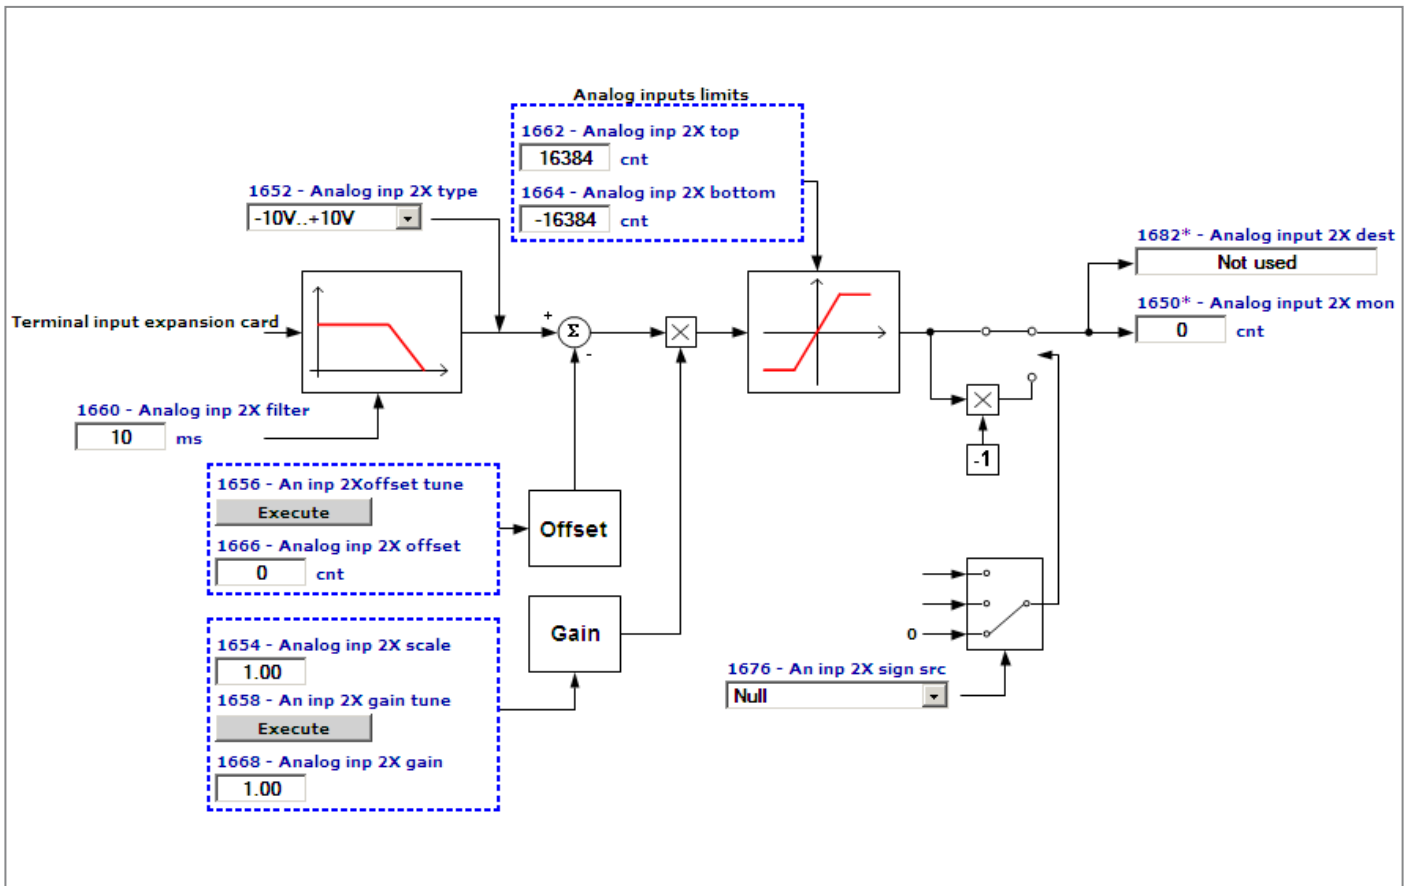 Analog inputs limits
1662 - Analog inp 2X top
16384 cnt
1664 - Analog inp 2X bottom
-16384 cnt
1652 - Analog inp 2X type
-10V..+10V
1682* - Analog input 2X dest
Not used
1650* - Analog input 2X mon
0 cnt
Terminal input expansion card
+
Σ
-
1660 - Analog inp 2X filter
10 ms
-1
1656 - An inp 2Xoffset tune
Execute
1666 - Analog inp 2X offset
0 cnt
Offset
1654 - Analog inp 2X scale
1.00
1658 - An inp 2X gain tune
Execute
1668 - Analog inp 2X gain
1.00
Gain
0
1676 - An inp 2X sign src
Null